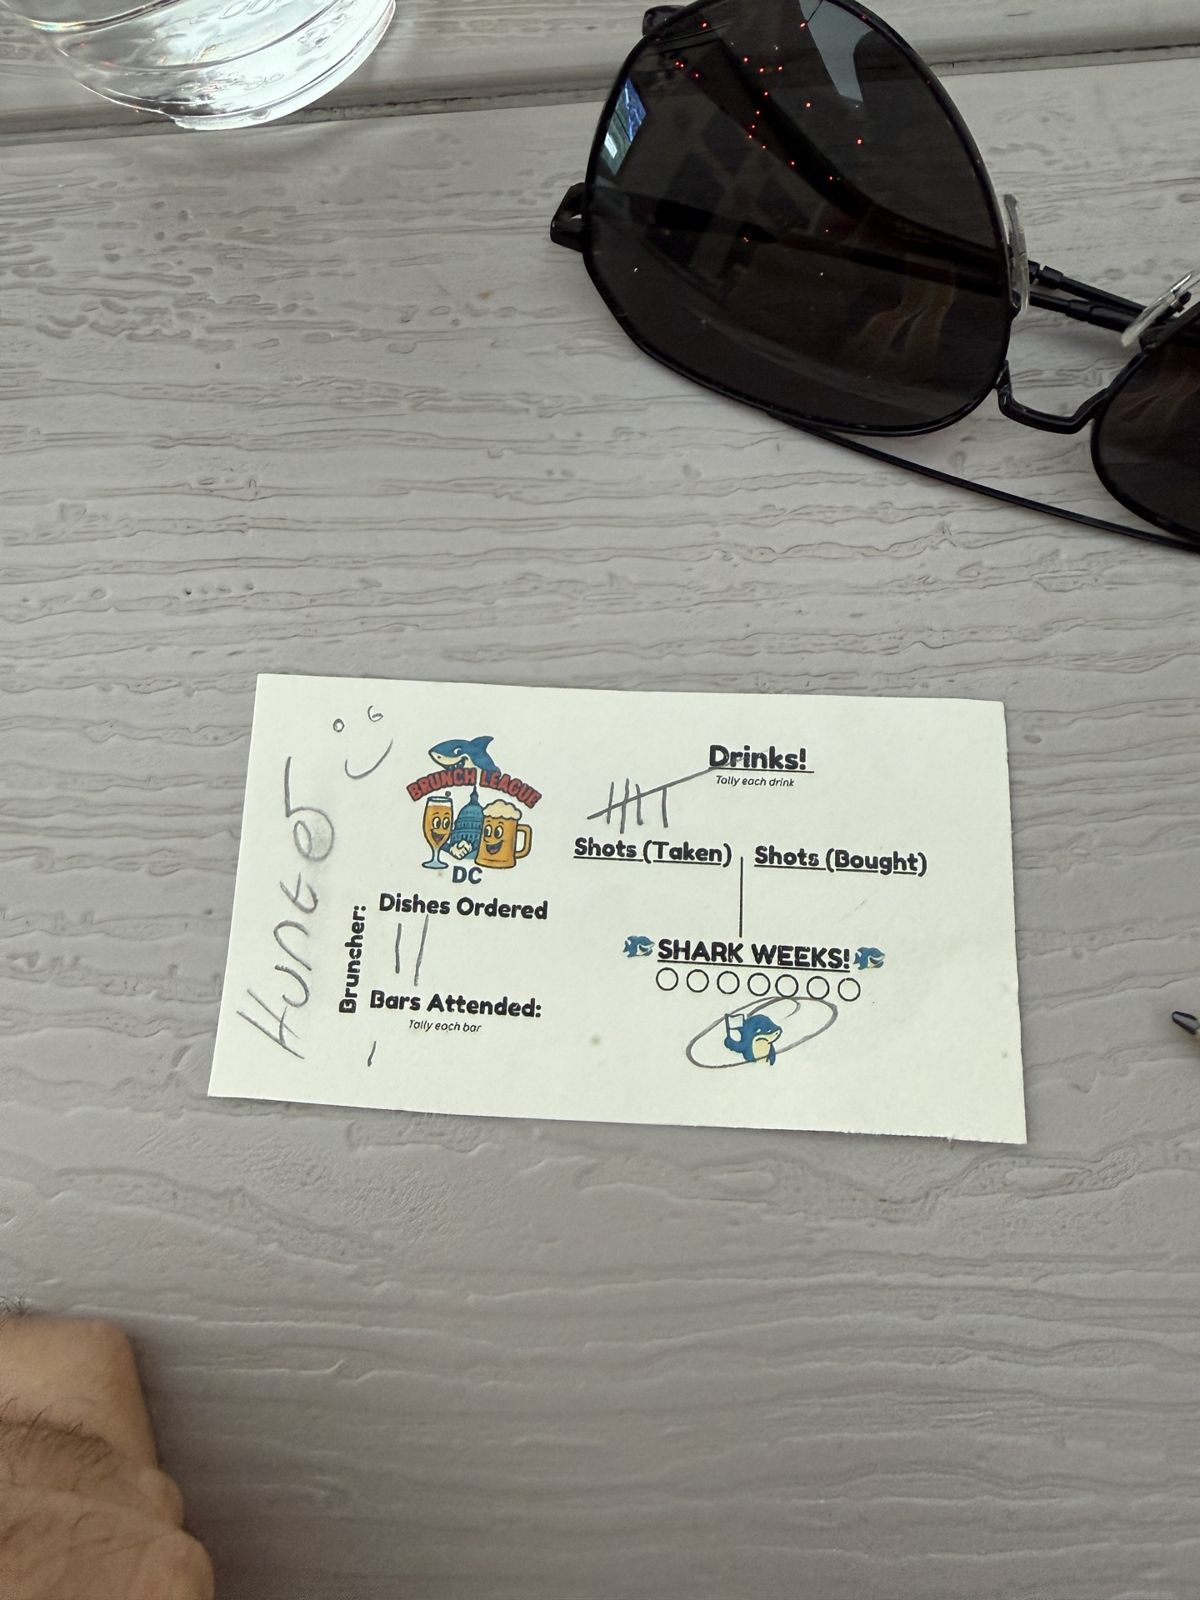 Hunter
Bruncher:
BRUNCH LEAGUE
DC
Dishes Ordered
||
Bars Attended:
Tally each bar
|
Drinks!
Tally each drink
Shots (Taken)
Shots (Bought)
SHARK WEEKS!